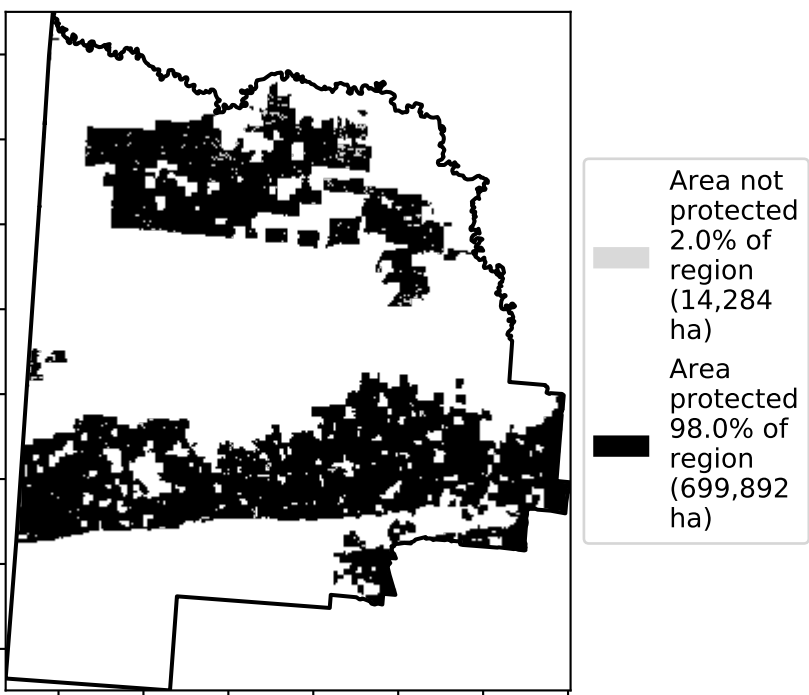 Area not
protected
2.0% of
region
(14,284
ha)
Area
protected
98.0% of
region
(699,892
ha)